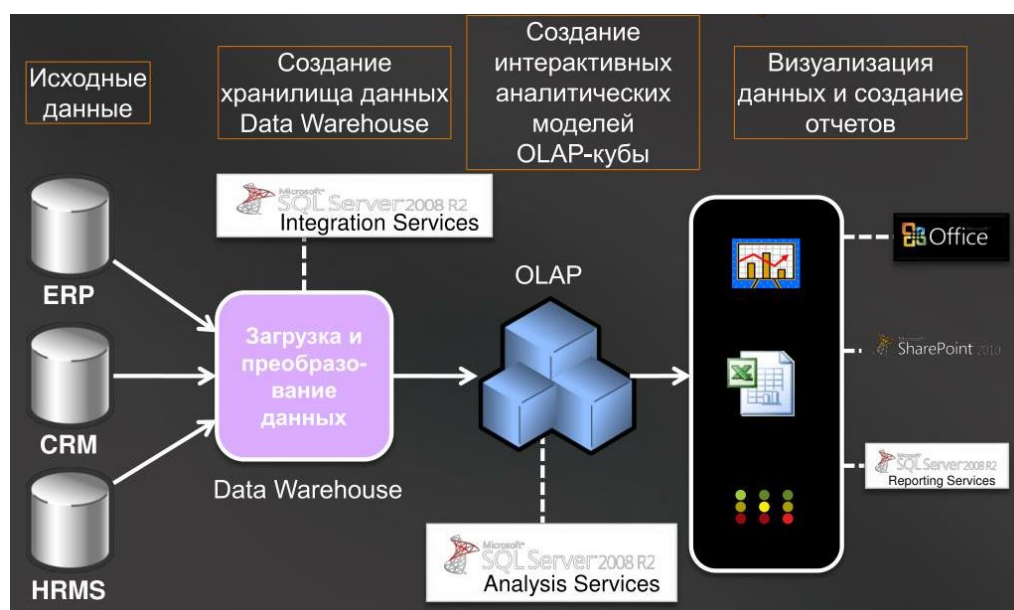 Исходные
данные
Создание
хранилища данных
Data Warehouse
Создание
интерактивных
аналитических
моделей
OLAP-кубы
Визуализация
данных и создание
отчетов
ERP
CRM
HRMS
Microsoft
SQL Server 2008 R2
Integration Services
Загрузка и
преобразо-
вание
данных
Data Warehouse
OLAP
Microsoft
SQL Server 2008 R2
Analysis Services
Microsoft
Office
Microsoft
SharePoint 2010
Microsoft
SQL Server 2008 R2
Reporting Services